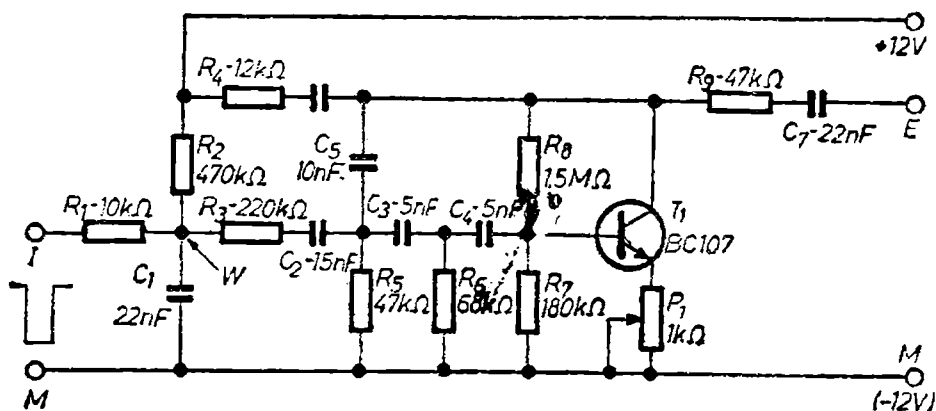 +12V
R4-12kΩ
R9-47kΩ
E
C7-22nF
R2
470kΩ
C5
10nF
R8
1.5MΩ
R1-10kΩ
R3-220kΩ
C3-5nF
C4-5nF
T1
BC107
I
W
C2-15nF
C1
22nF
R5
47kΩ
R6
68kΩ
R7
180kΩ
P1
1kΩ
M
M
(-12V)